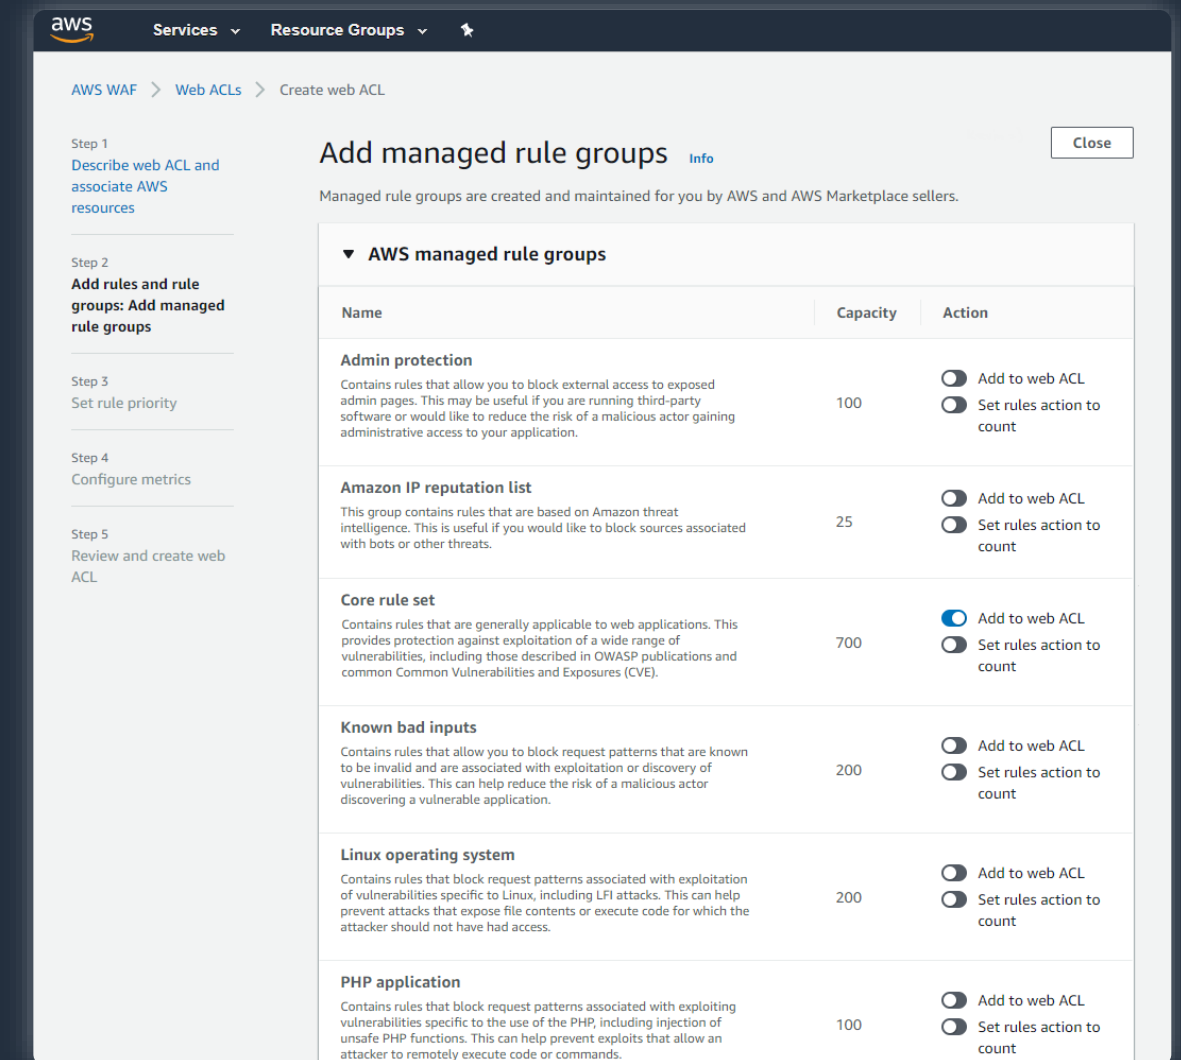 aws
Services
Resource Groups
AWS WAF
Web ACLs
Create web ACL
Step 1
Describe web ACL and
associate AWS
resources
Step 2
Add rules and rule
groups: Add managed
rule groups
Step 3
Set rule priority
Step 4
Configure metrics
Step 5
Review and create web
ACL
Add managed rule groups Info
Close
Managed rule groups are created and maintained for you by AWS and AWS Marketplace sellers.
AWS managed rule groups
Name Capacity Action
Admin protection
Contains rules that allow you to block external access to exposed
admin pages. This may be useful if you are running third-party
software or would like to reduce the risk of a malicious actor gaining
administrative access to your application.
100
Add to web ACL
Set rules action to
count
Amazon IP reputation list
This group contains rules that are based on Amazon threat
intelligence. This is useful if you would like to block sources associated
with bots or other threats.
25
Add to web ACL
Set rules action to
count
Core rule set
Contains rules that are generally applicable to web applications. This
provides protection against exploitation of a wide range of
vulnerabilities, including those described in OWASP publications and
common Common Vulnerabilities and Exposures (CVE).
700
Add to web ACL
Set rules action to
count
Known bad inputs
Contains rules that allow you to block request patterns that are known
to be invalid and are associated with exploitation or discovery of
vulnerabilities. This can help reduce the risk of a malicious actor
discovering a vulnerable application.
200
Add to web ACL
Set rules action to
count
Linux operating system
Contains rules that block request patterns associated with exploitation
of vulnerabilities specific to Linux, including LFI attacks. This can help
prevent attacks that expose file contents or execute code for which the
attacker should not have had access.
200
Add to web ACL
Set rules action to
count
PHP application
Contains rules that block request patterns associated with exploiting
vulnerabilities specific to the use of the PHP, including injection of
unsafe PHP functions. This can help prevent exploits that allow an
attacker to remotely execute code or commands.
100
Add to web ACL
Set rules action to
count